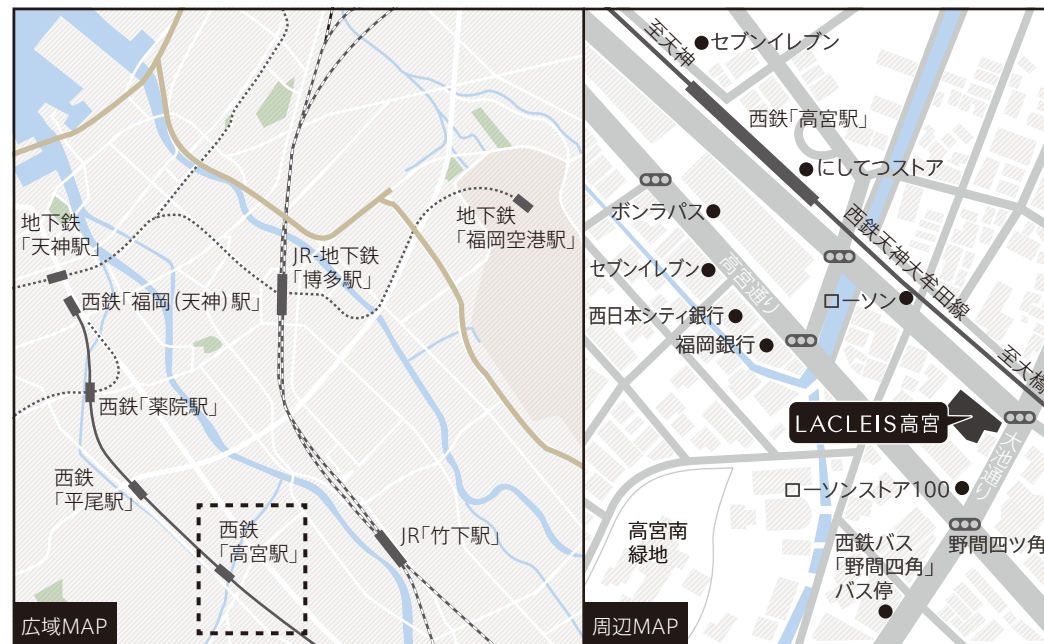 地下鉄
「天神駅」
西鉄「福岡(天神)駅」
JR-地下鉄
「博多駅」
地下鉄
「福岡空港駅」
西鉄「薬院駅」
西鉄
「平尾駅」
西鉄
「高宮駅」
JR「竹下駅」
広域MAP
至天神
セブンイレブン
西鉄「高宮駅」
にしてつストア
ボンラパス
西鉄天神大牟田線
セブンイレブン
高宮通り
ローソン
西日本シティ銀行
福岡銀行
至大橋
LACLEIS高宮
大池通り
ローソンストア100
高宮南
緑地
野間四ツ角
西鉄バス
「野間四角」
バス停
周辺MAP